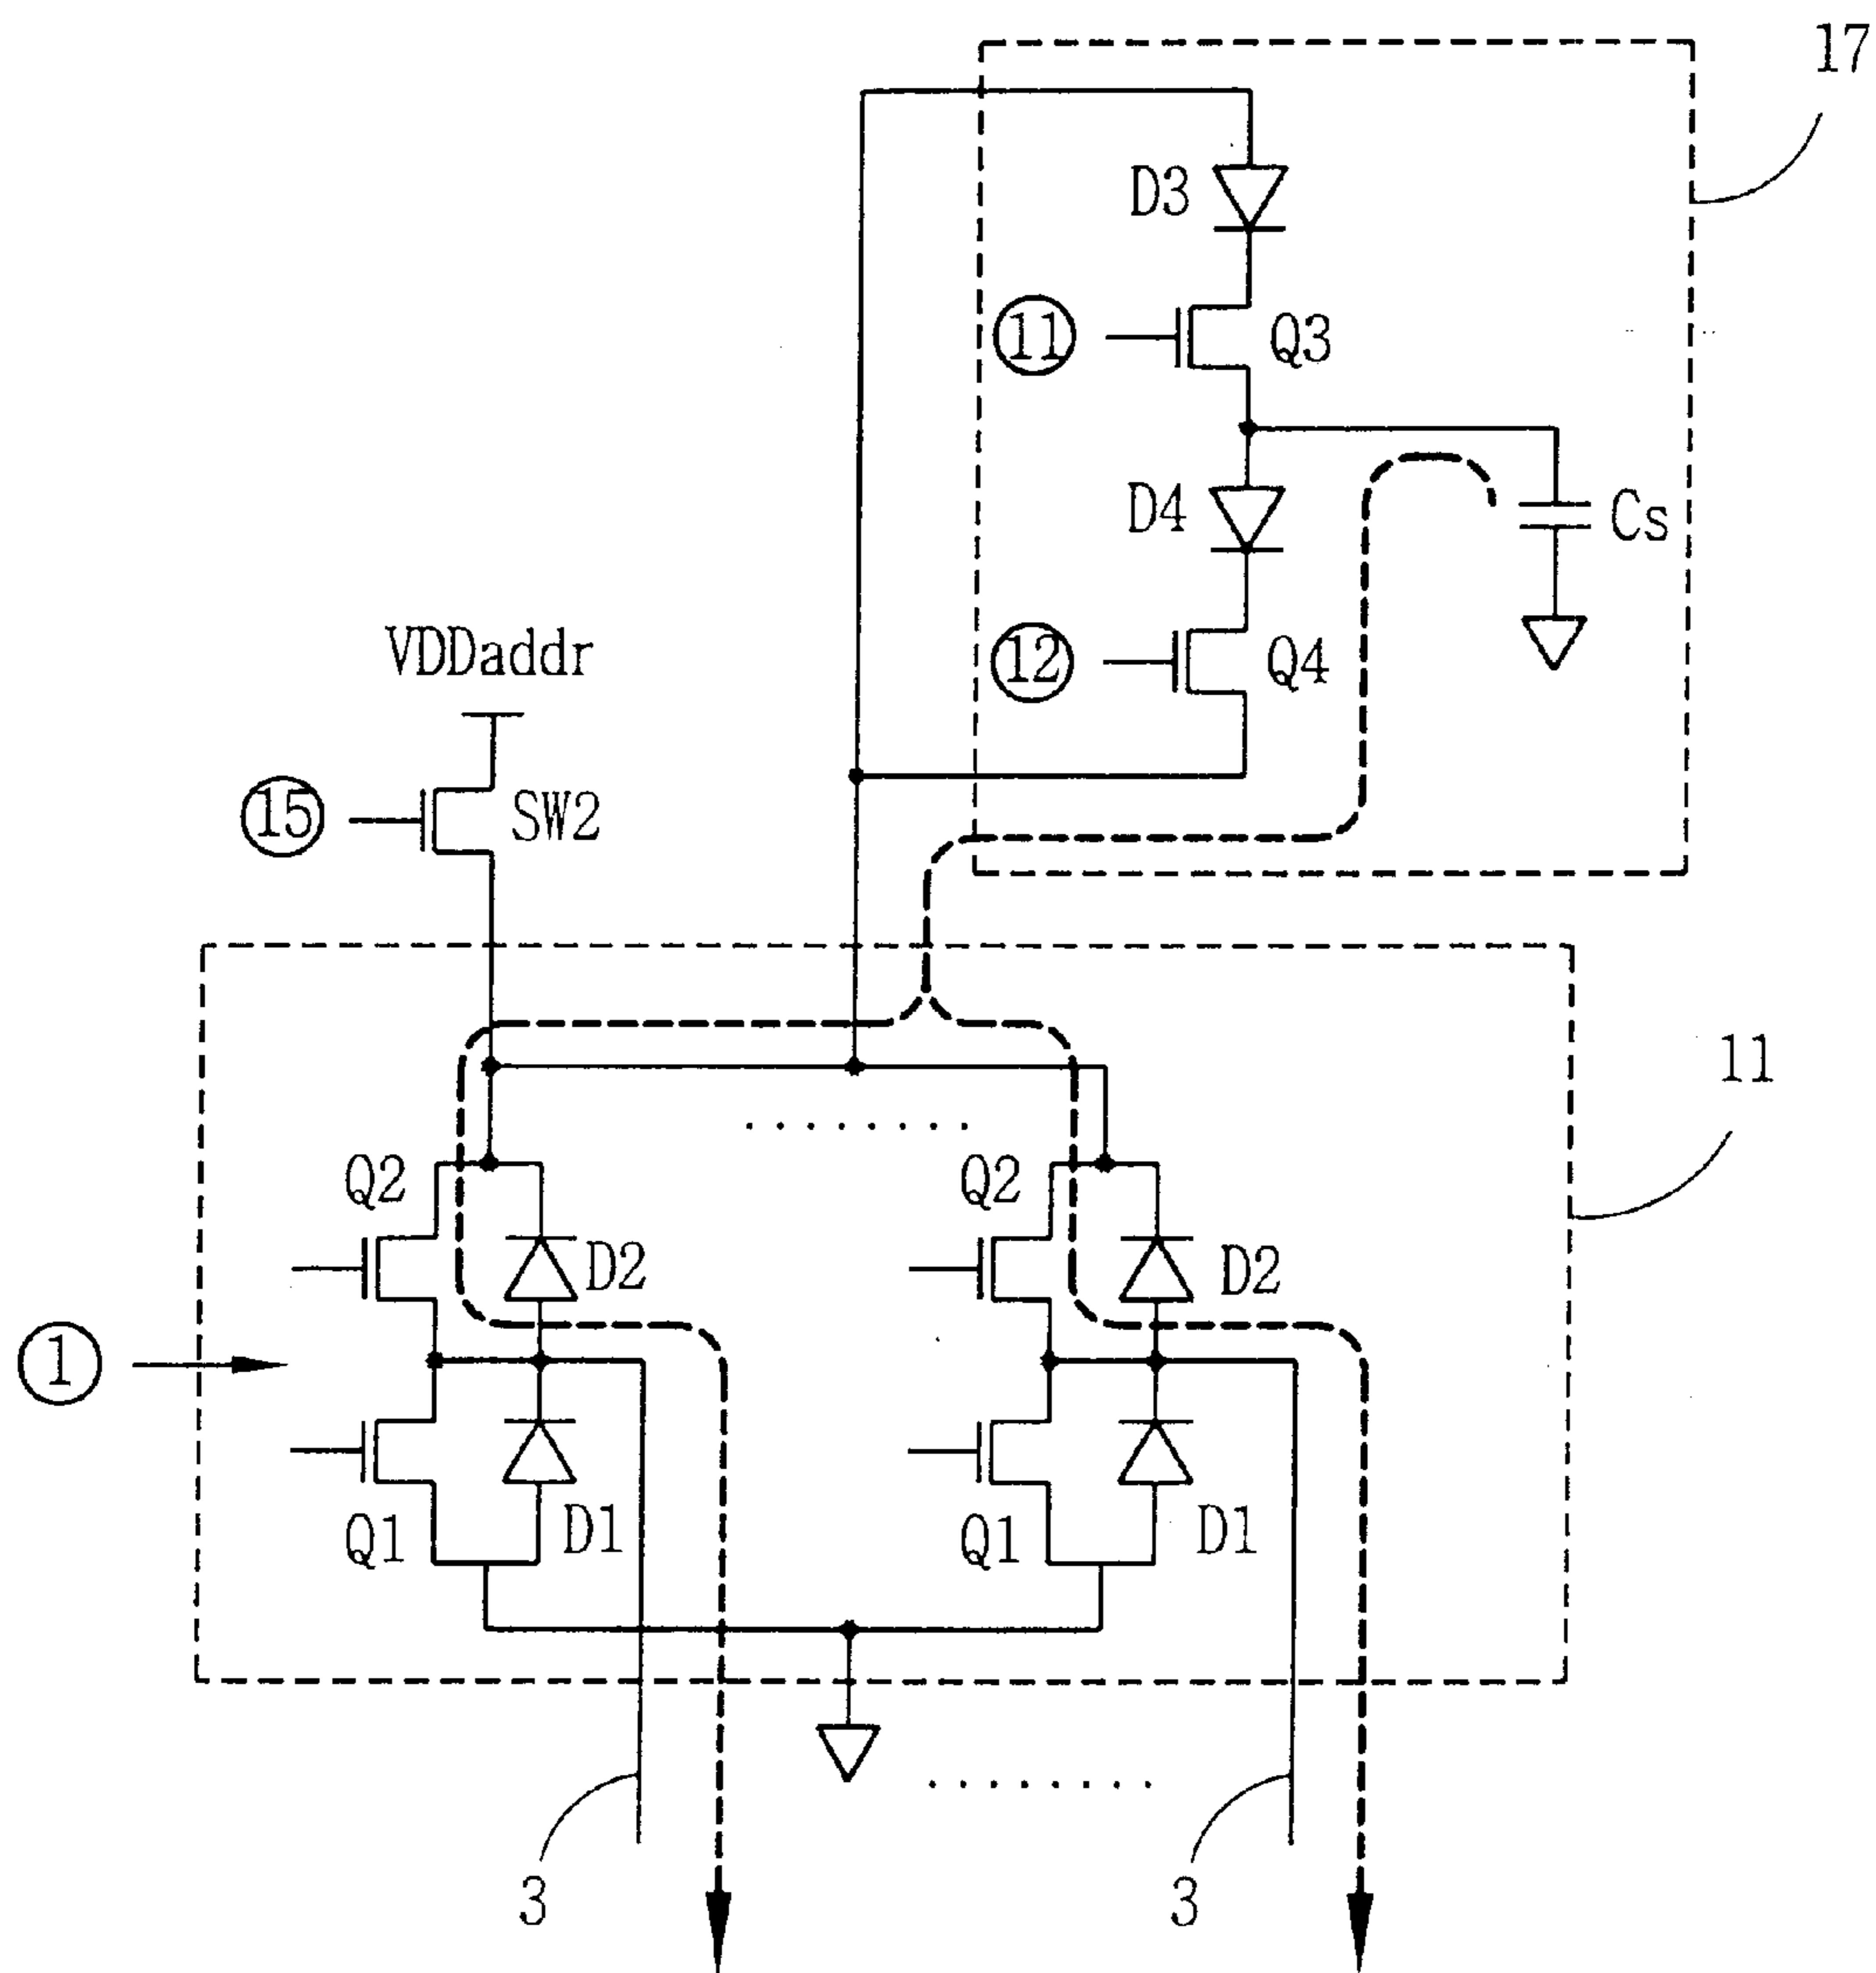 17
D3
⑪
Q3
D4
Cs
VDDaddr
⑫
Q4
⑮
SW2
11
Q2
Q2
D2
D2
①
Q1
D1
Q1
D1
3
3